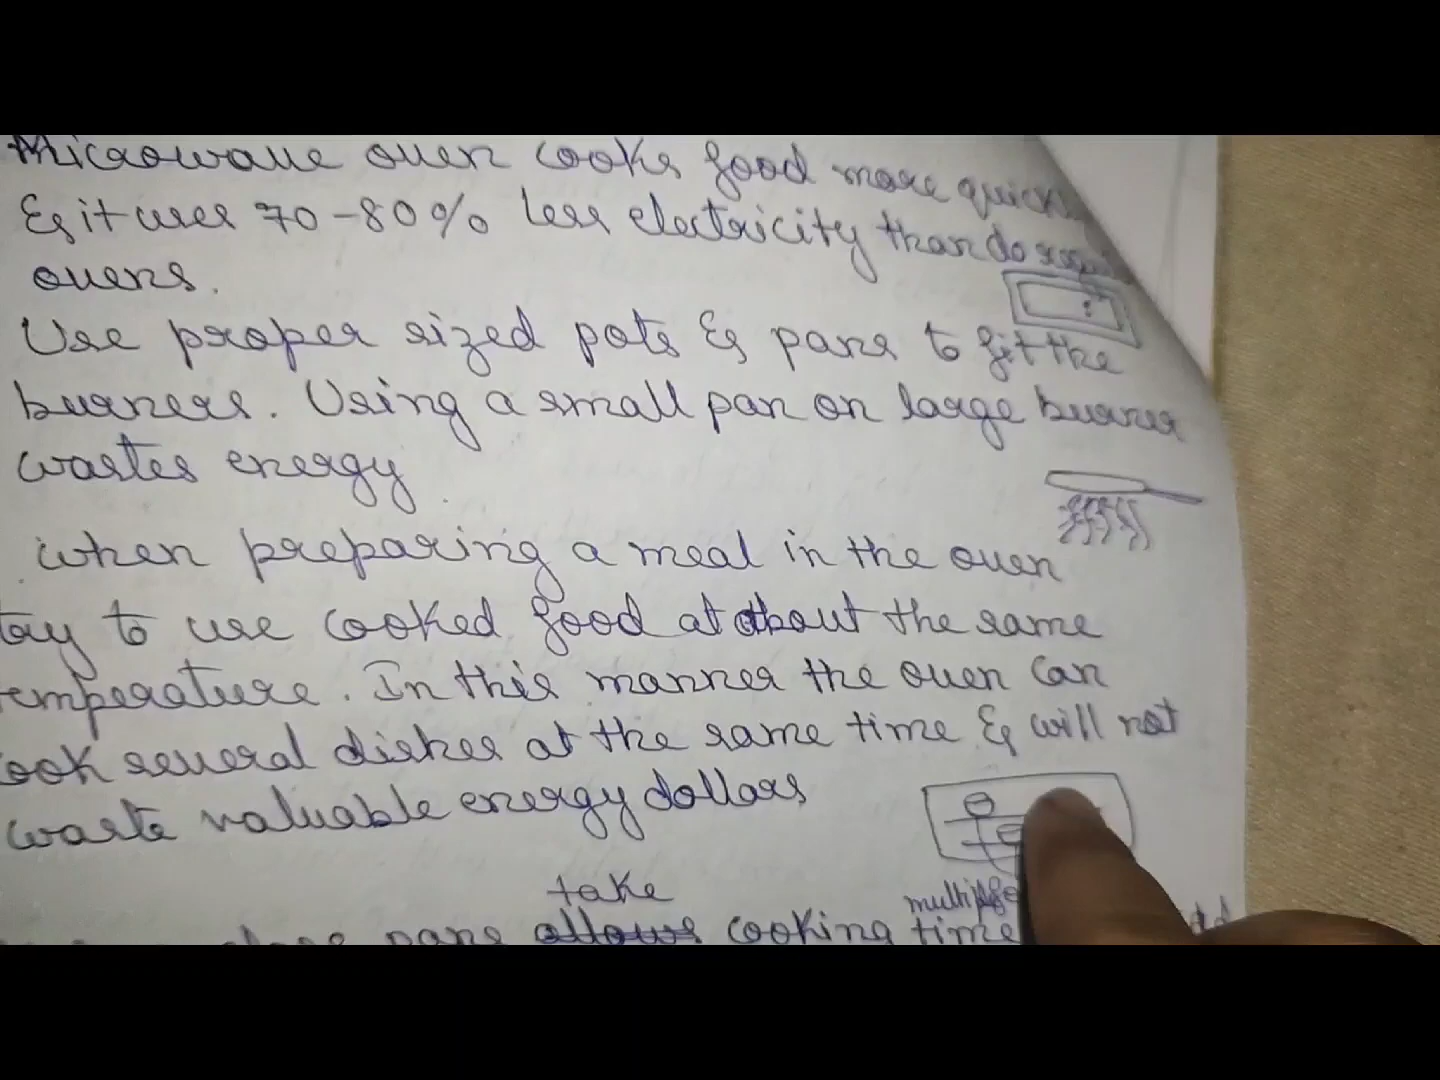 Microwave oven cooks food more quick
& it uses 70-80% less electricity than do
ovens.
Use proper sized pots & pans to fit the
burners. Using a small pan on large burner
wastes energy
when preparing a meal in the oven
try to use cooked food at about the same
temperature. In this manner the oven can
cook several dishes at the same time & will not
waste valuable energy dollars
take
multiple
pans allows cooking time